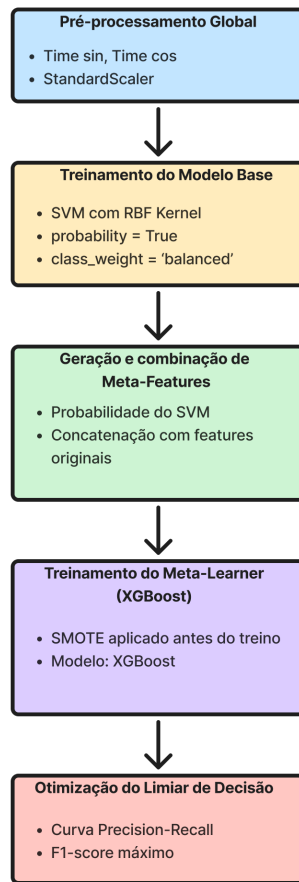 Pré-processamento Global
• Time sin, Time cos
• StandardScaler
Treinamento do Modelo Base
• SVM com RBF Kernel
• probability = True
• class_weight = ‘balanced’
Geração e combinação de
Meta-Features
• Probabilidade do SVM
• Concatenação com features
originais
Treinamento do Meta-Learner
(XGBoost)
• SMOTE aplicado antes do treino
• Modelo: XGBoost
Otimização do Limiar de Decisão
• Curva Precision-Recall
• F1-score máximo